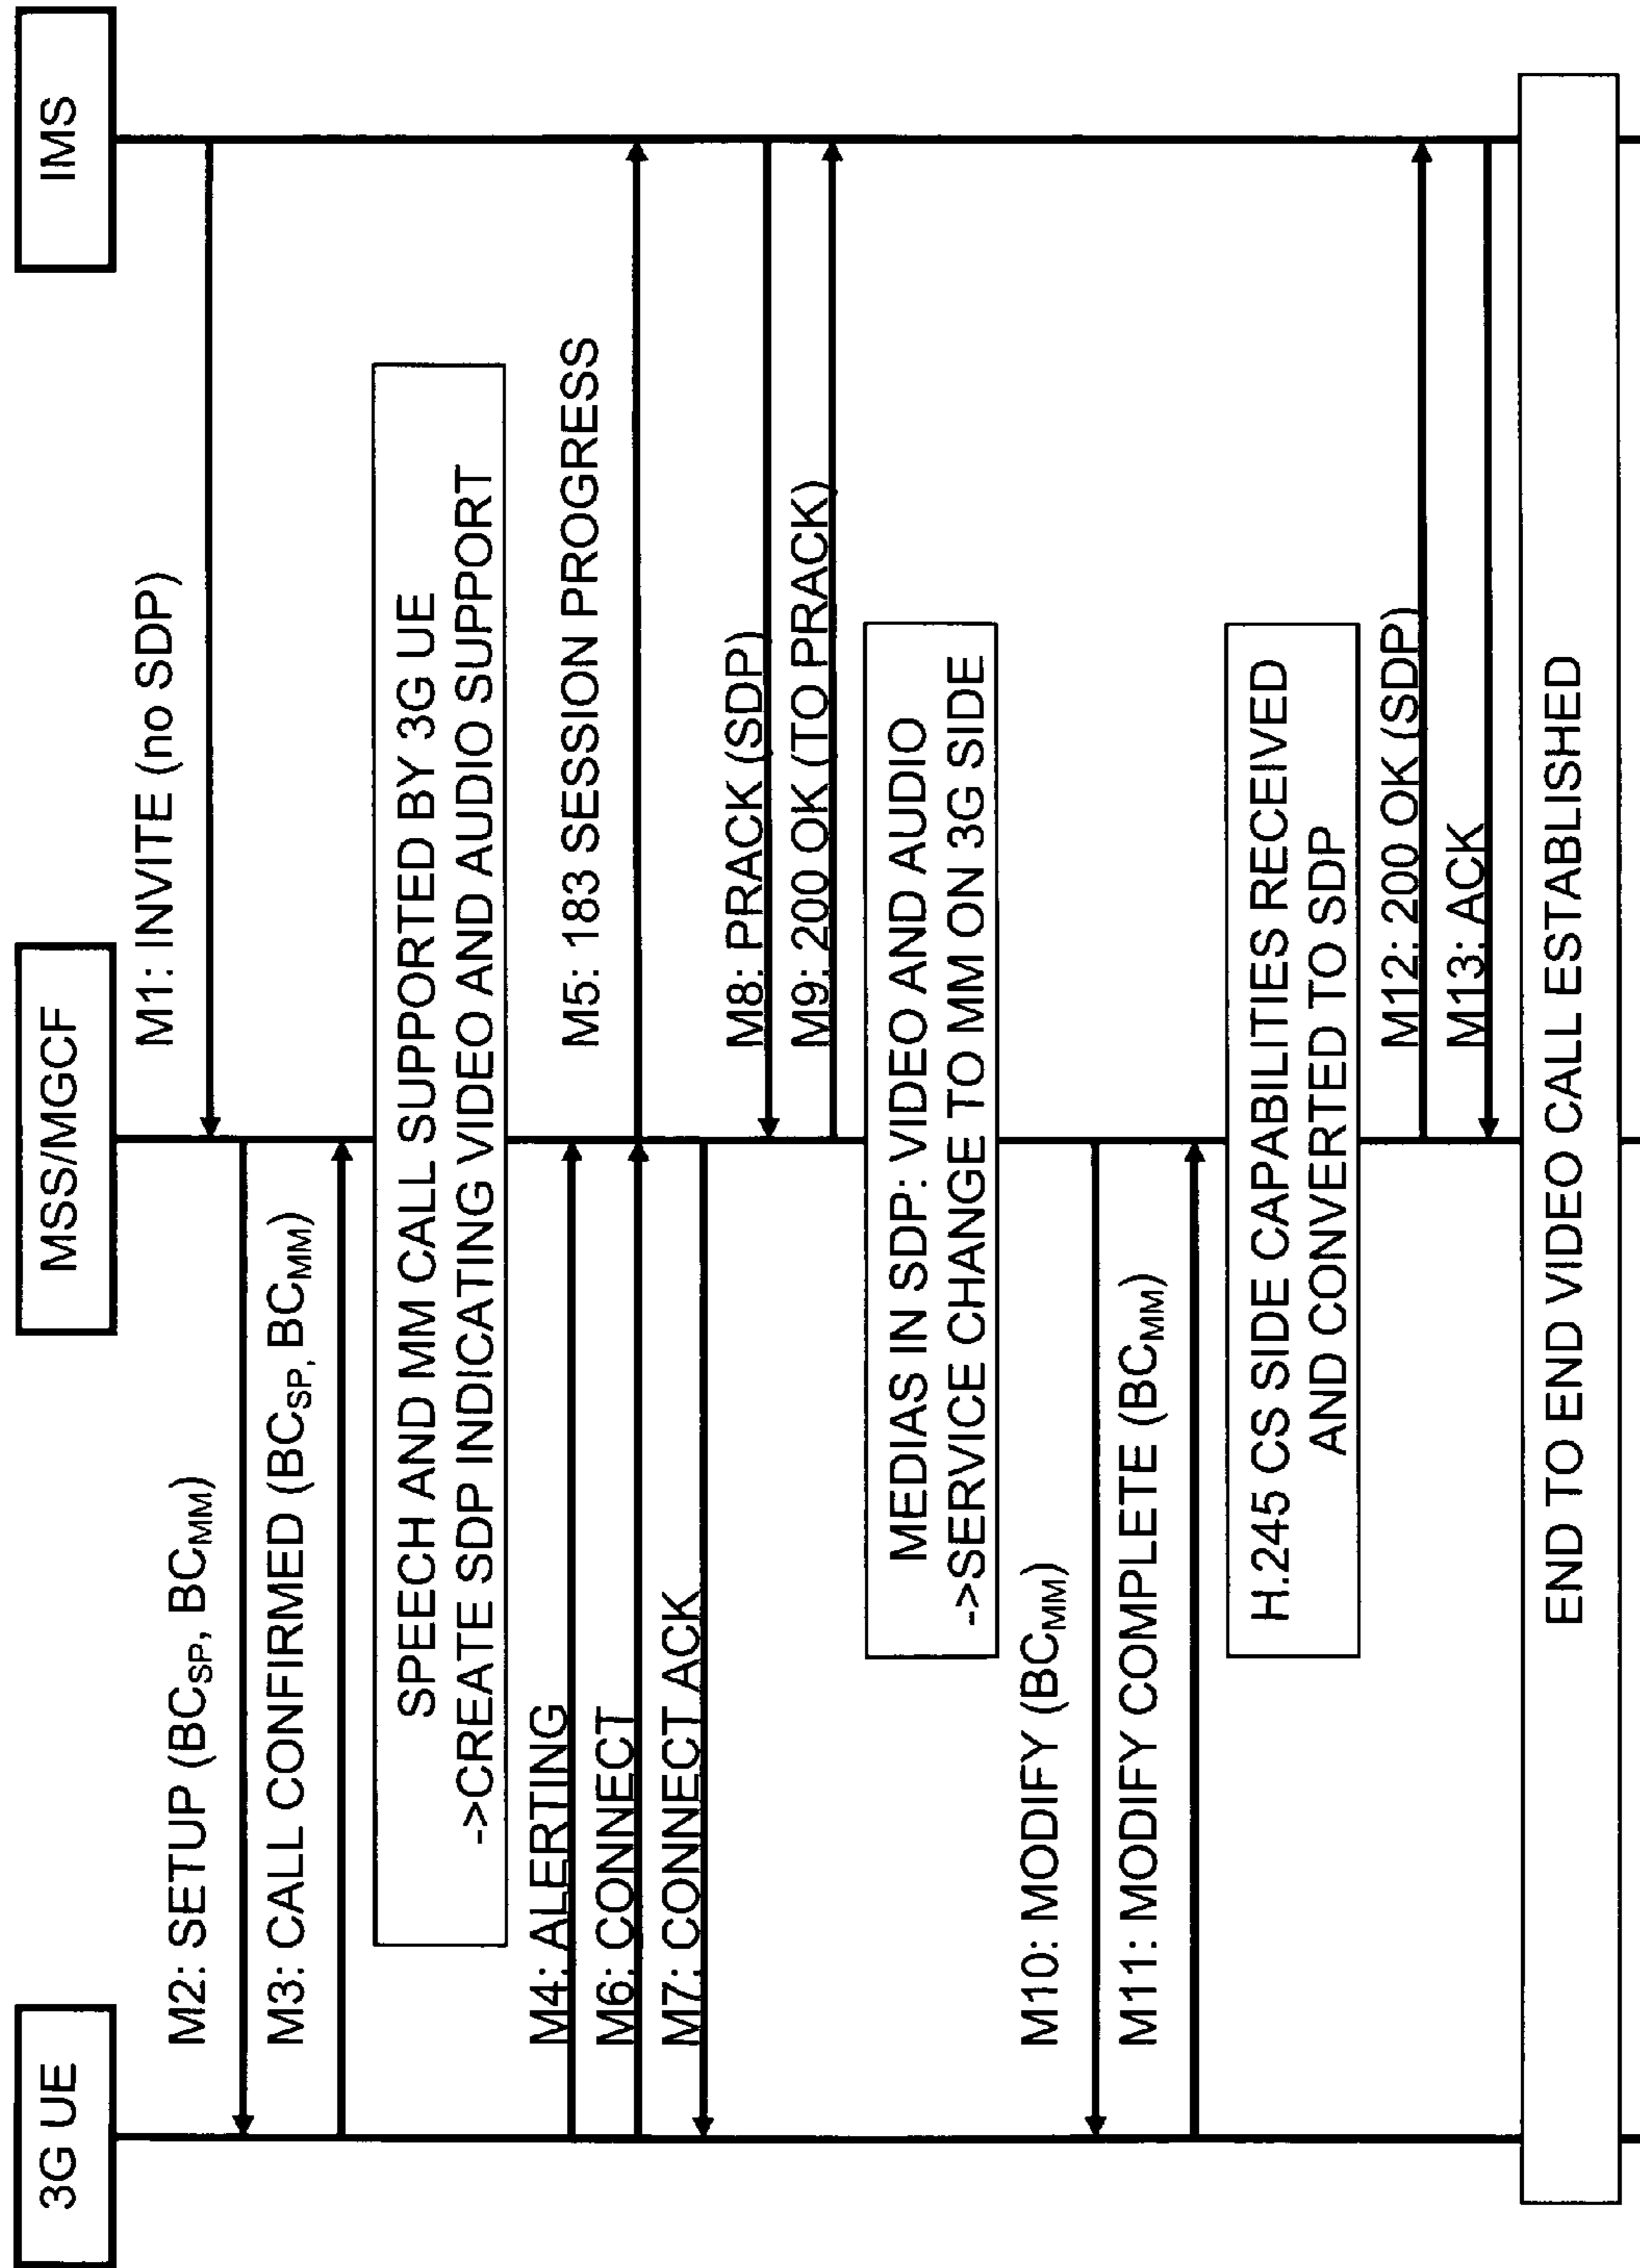 3G UE
MSS/MGCF
IMS
M1: INVITE (no SDP)
M2: SETUP (BCSP, BCMM)
M3: CALL CONFIRMED (BCSP, BCMM)
SPEECH AND MM CALL SUPPORTED BY 3G UE
->CREATE SDP INDICATING VIDEO AND AUDIO SUPPORT
M4: ALERTING
M5: 183 SESSION PROGRESS
M6: CONNECT
M7: CONNECT ACK
M8: PRACK (SDP)
M9: 200 OK (TO PRACK)
MEDIAS IN SDP: VIDEO AND AUDIO
->SERVICE CHANGE TO MM ON 3G SIDE
M10: MODIFY (BCMM)
M11: MODIFY COMPLETE (BCMM)
H.245 CS SIDE CAPABILITIES RECEIVED
AND CONVERTED TO SDP
M12: 200 OK (SDP)
M13: ACK
END TO END VIDEO CALL ESTABLISHED